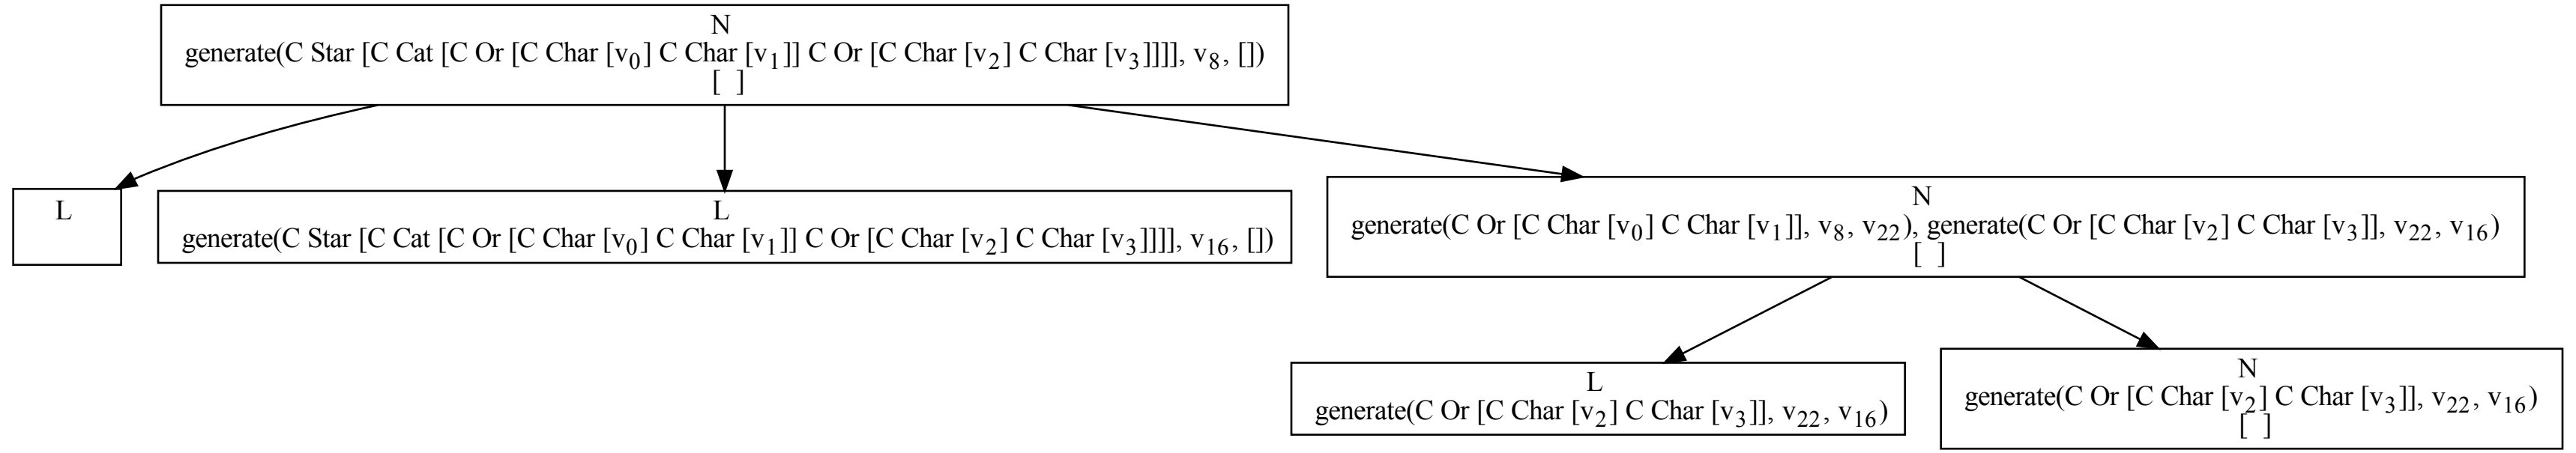 N
generate(C Star [C Cat [C Or [C Char [v₀] C Char [v₁]] C Or [C Char [v₂] C Char [v₃]]]], v₈, [])
[ ]
L
L
generate(C Star [C Cat [C Or [C Char [v₀] C Char [v₁]] C Or [C Char [v₂] C Char [v₃]]]], v₁₆, [])
N
generate(C Or [C Char [v₀] C Char [v₁]], v₈, v₂₂), generate(C Or [C Char [v₂] C Char [v₃]], v₂₂, v₁₆)
[ ]
L
generate(C Or [C Char [v₂] C Char [v₃]], v₂₂, v₁₆)
N
generate(C Or [C Char [v₂] C Char [v₃]], v₂₂, v₁₆)
[ ]